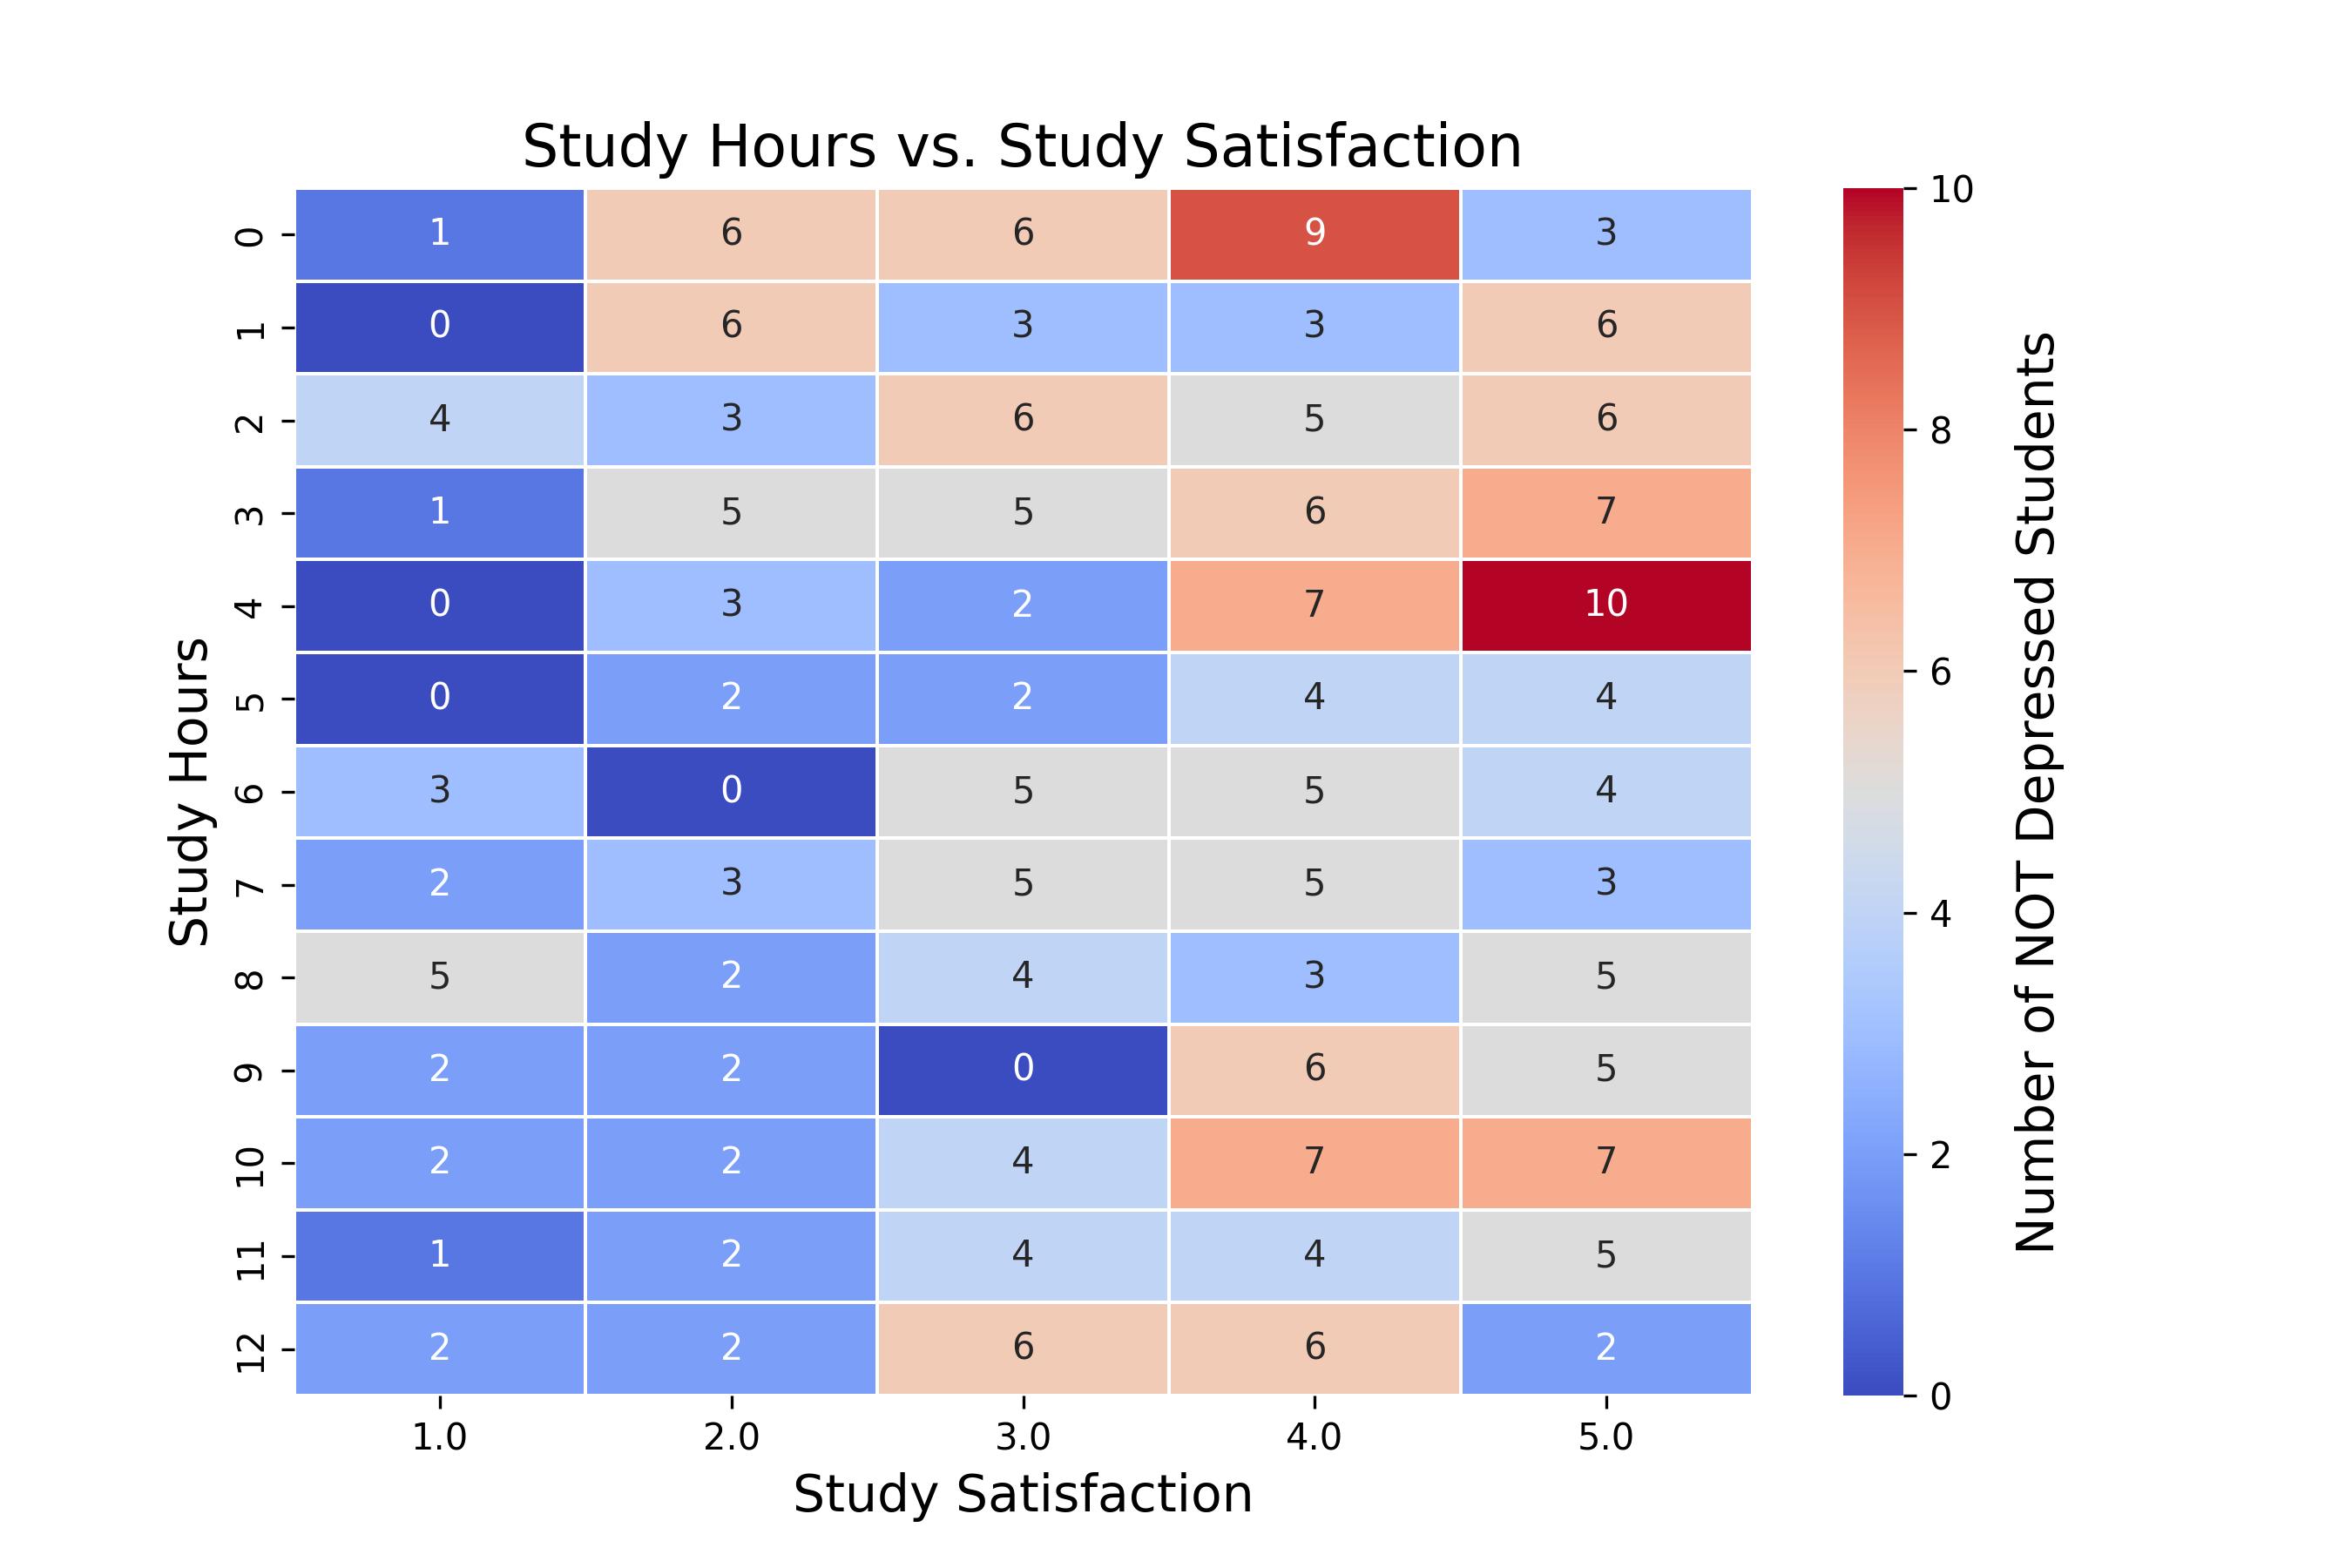 Study Hours vs. Study Satisfaction
0 1 6 6 9 3
1 0 6 3 3 6
2 4 3 6 5 6
3 1 5 5 6 7
4 0 3 2 7 10
5 0 2 2 4 4
6 3 0 5 5 4
7 2 3 5 5 3
8 5 2 4 3 5
9 2 2 0 6 5
10 2 2 4 7 7
11 1 2 4 4 5
12 2 2 6 6 2
1.0 2.0 3.0 4.0 5.0
Study Satisfaction
Study Hours
10
8
6
4
2
0
Number of NOT Depressed Students